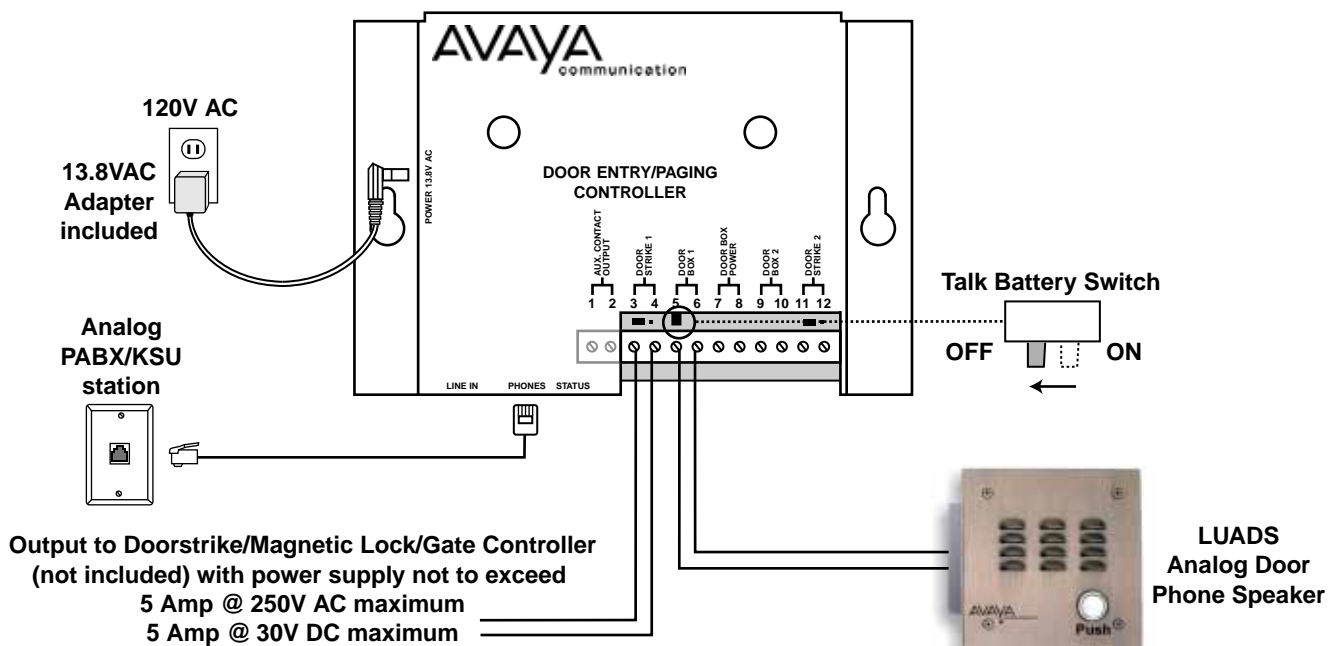 AVAYA
communication
120V AC
13.8VAC
Adapter
included
POWER 13.8V AC
DOOR ENTRY/PAGING
CONTROLLER
AUX. CONTACT
OUTPUT
DOOR
STRIKE 1
DOOR
BOX 1
DOOR BOX
POWER
DOOR
BOX 2
DOOR
STRIKE 2
1 2 3 4 5 6 7 8 9 10 11 12
Talk Battery Switch
OFF ON
Analog
PABX/KSU
station
LINE IN PHONES STATUS
Output to Doorstrike/Magnetic Lock/Gate Controller
(not included) with power supply not to exceed
5 Amp @ 250V AC maximum
5 Amp @ 30V DC maximum
AVAYA
Push
LUADS
Analog Door
Phone Speaker